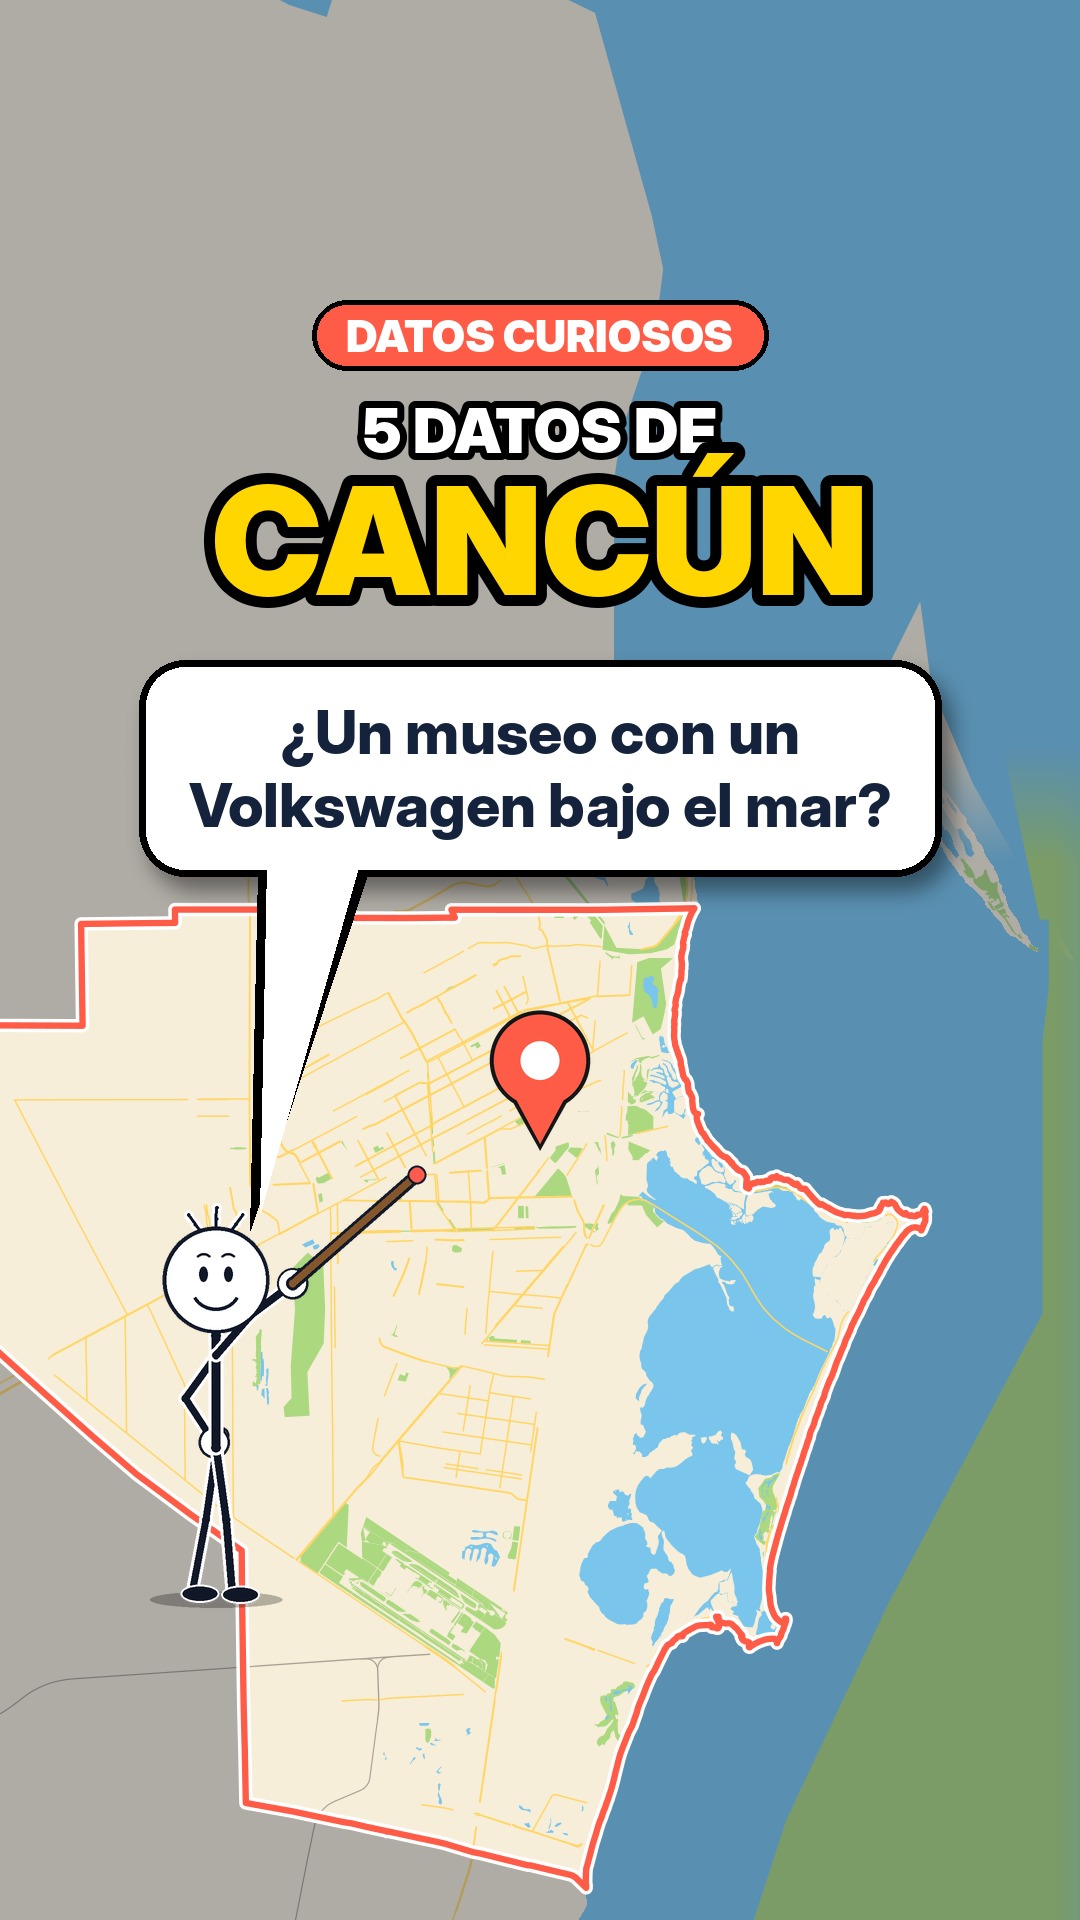 DATOS CURIOSOS
5 DATOS DE
CANCÚN
¿Un museo con un
Volkswagen bajo el mar?